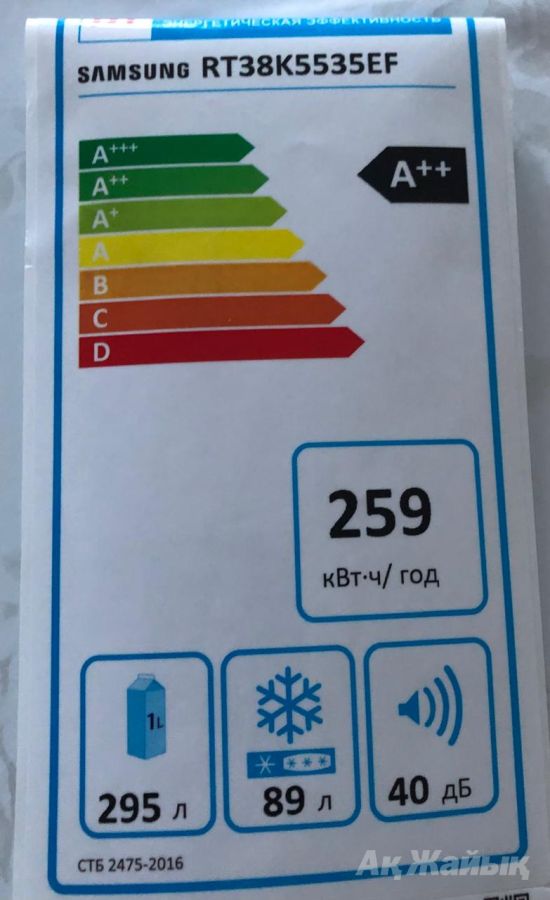 ЭНЕРГЕТИЧЕСКАЯ ЭФФЕКТИВНОСТЬ
SAMSUNG RT38K5535EF
A+++
A++
A++
A+
A
B
C
D
259
кВт·ч/ год
1L
295 л
89 л
40 дБ
СТБ 2475-2016
Ақ Жайық